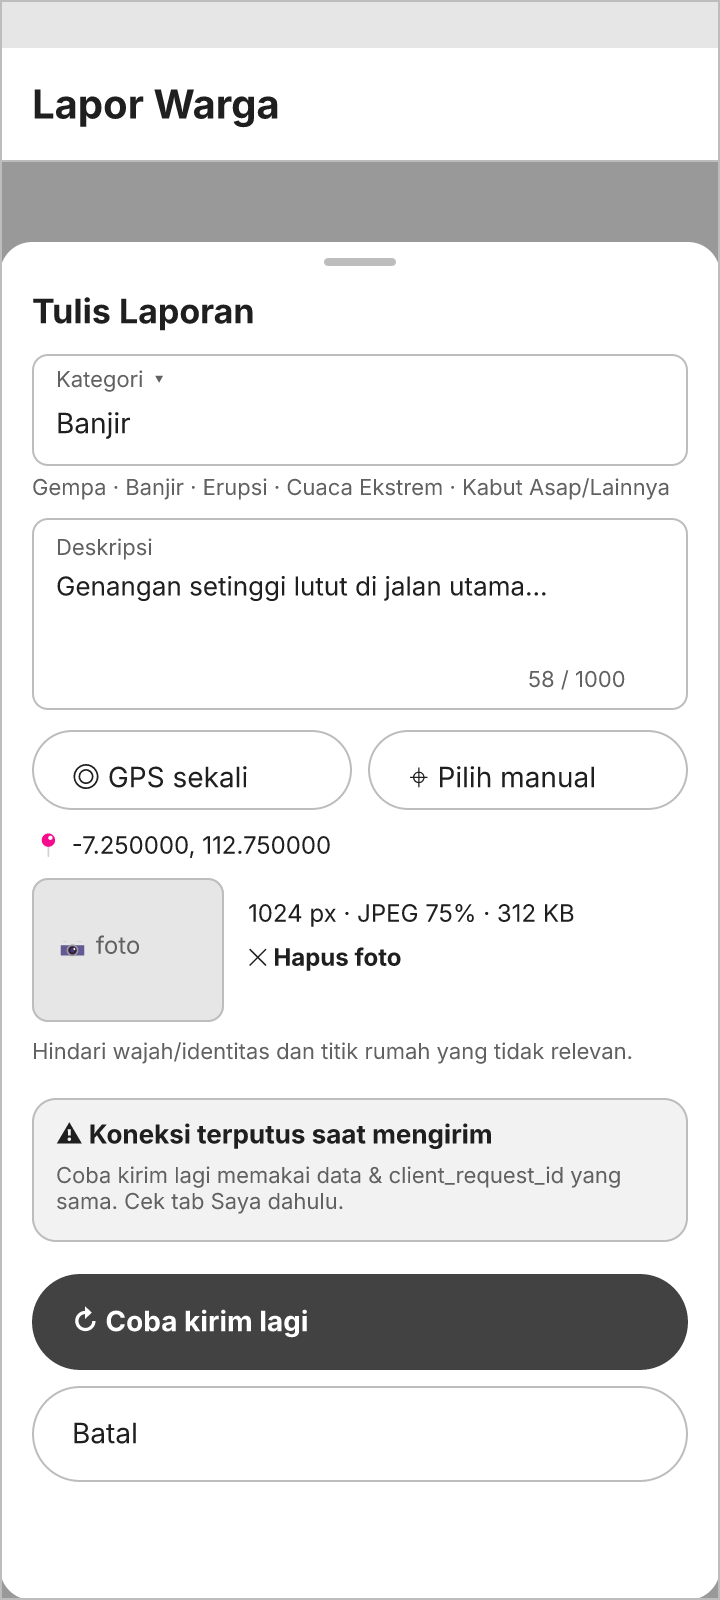 Lapor Warga
Tulis Laporan
Kategori ▾
Banjir
Gempa · Banjir · Erupsi · Cuaca Ekstrem · Kabut Asap/Lainnya
Deskripsi
Genangan setinggi lutut di jalan utama...
58 / 1000
◎ GPS sekali
⌖ Pilih manual
📍 -7.250000, 112.750000
📷 foto
1024 px · JPEG 75% · 312 KB
✕ Hapus foto
Hindari wajah/identitas dan titik rumah yang tidak relevan.
⚠ Koneksi terputus saat mengirim
Coba kirim lagi memakai data & client_request_id yang
sama. Cek tab Saya dahulu.
↻ Coba kirim lagi
Batal